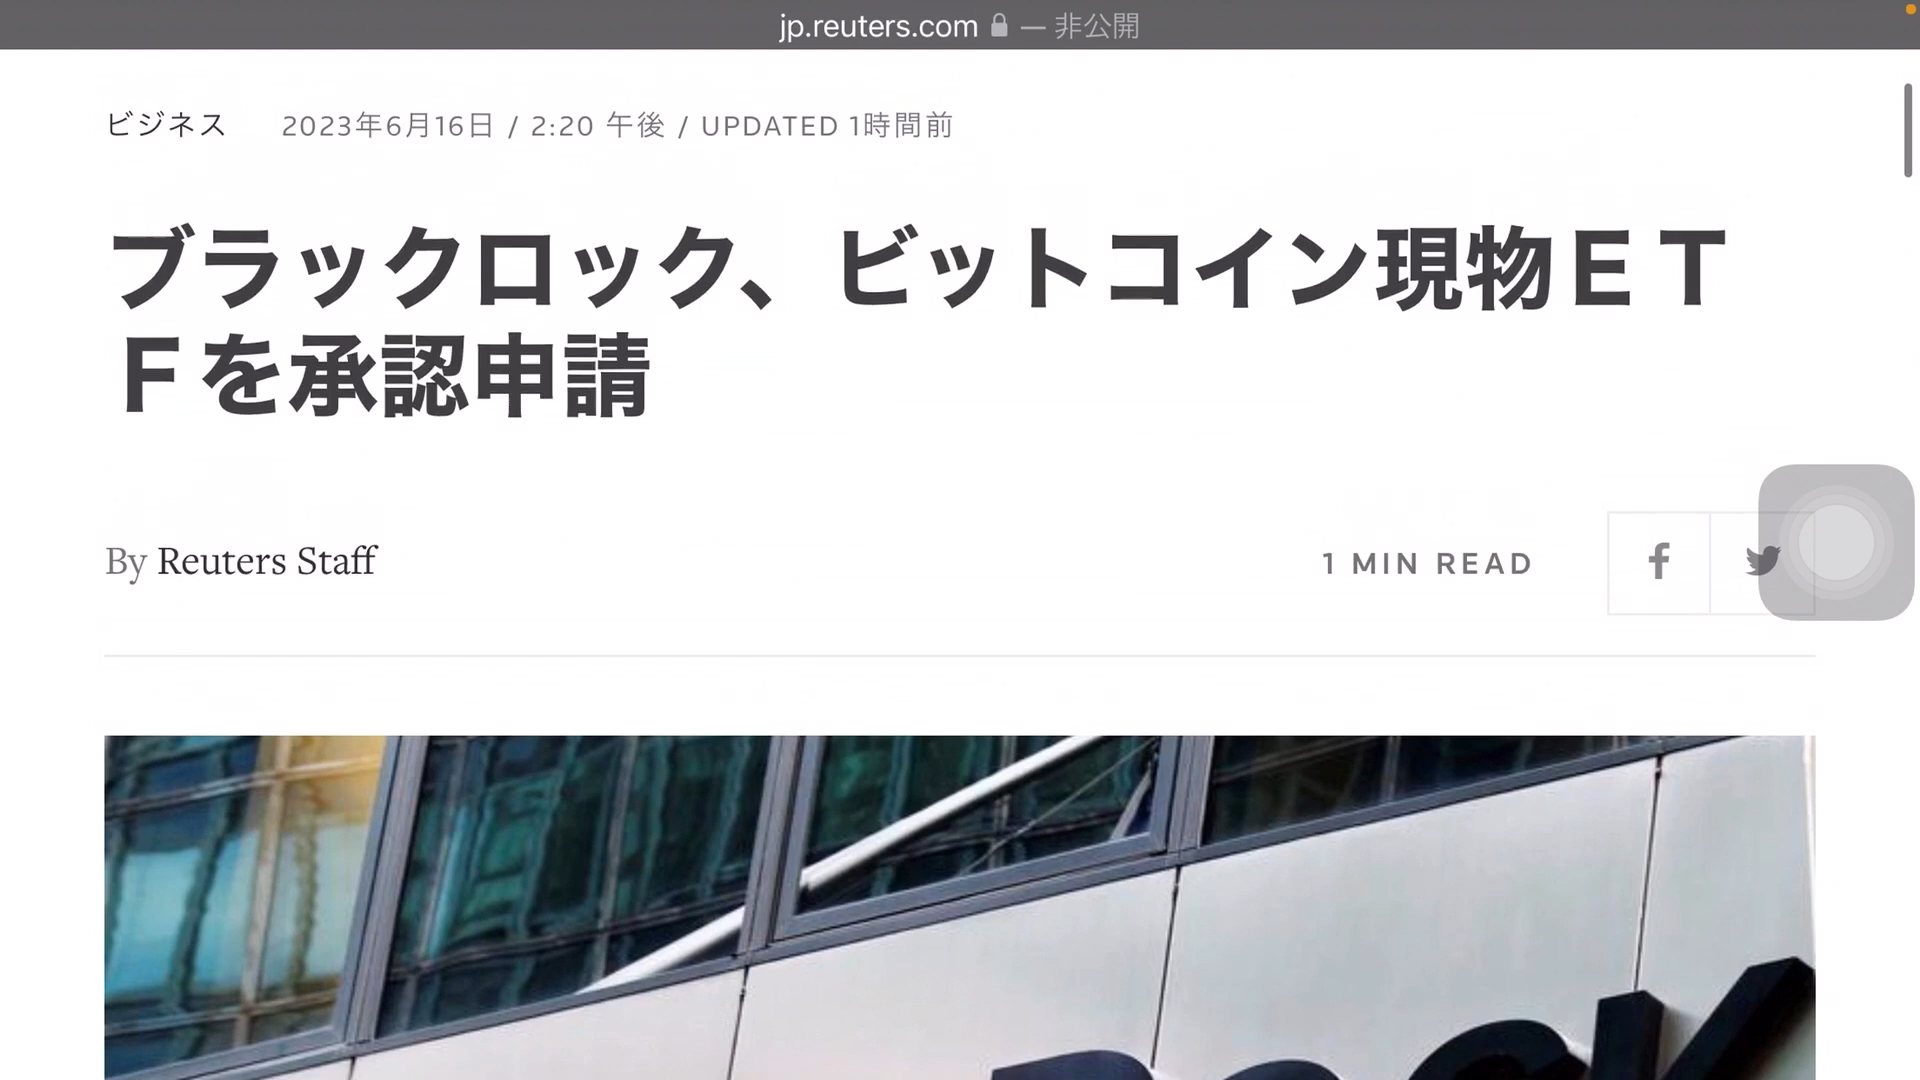 jp.reuters.com — 非公開
ビジネス 2023年6月16日 / 2:20 午後 / UPDATED 1時間前
ブラックロック、ビットコイン現物ＥＴ
Ｆを承認申請
By Reuters Staff
1 MIN READ